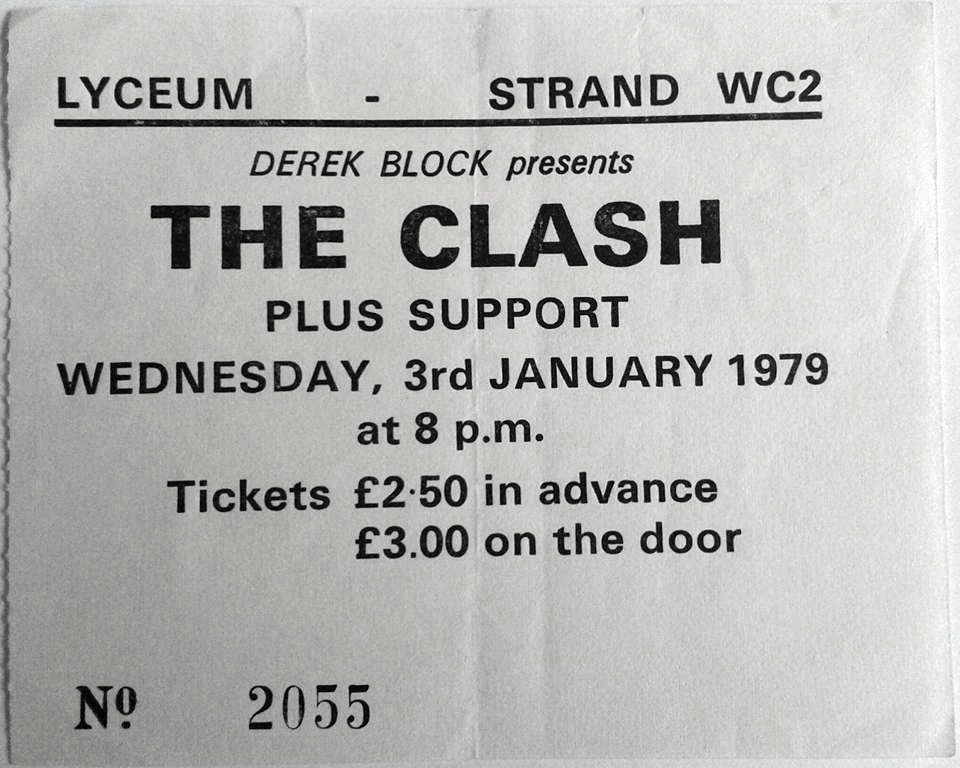 LYCEUM - STRAND WC2
DEREK BLOCK presents
THE CLASH
PLUS SUPPORT
WEDNESDAY, 3rd JANUARY 1979
at 8 p.m.
Tickets £2·50 in advance
£3.00 on the door
Nº 2055